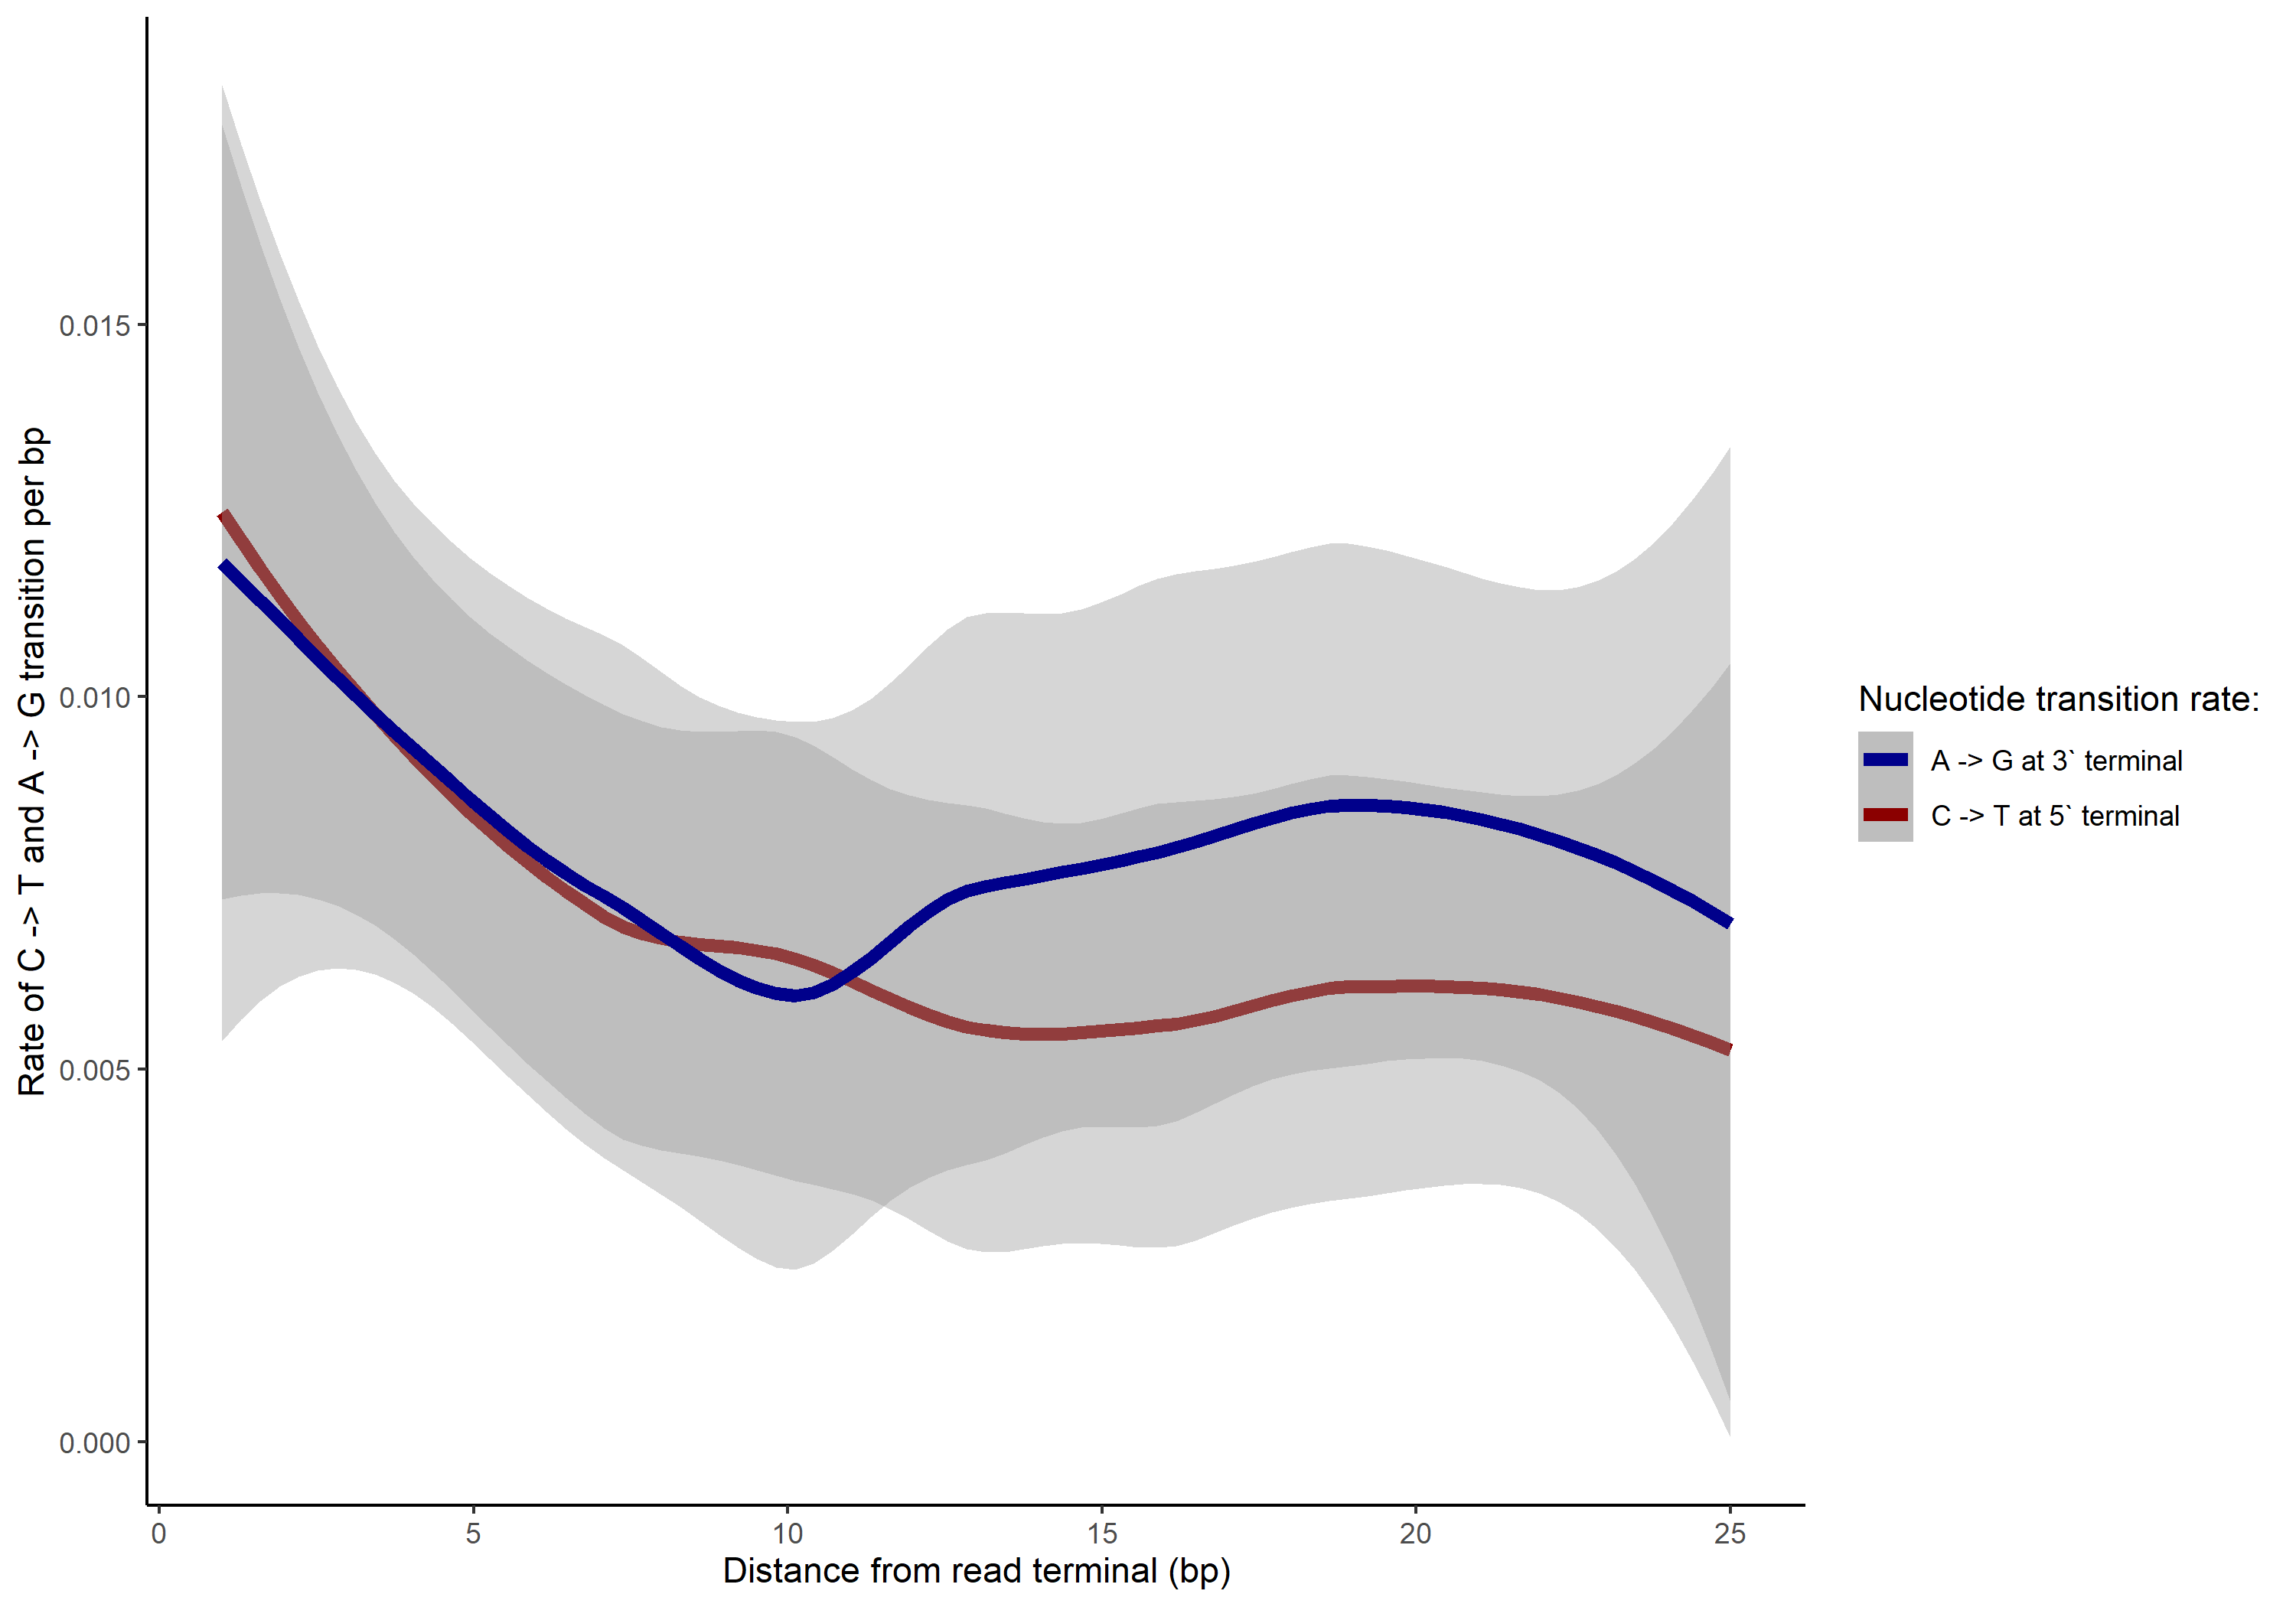 Rate of C -> T and A -> G transition per bp
0.015
0.010
0.005
0.000
0 5 10 15 20 25
Distance from read terminal (bp)
Nucleotide transition rate:
A -> G at 3` terminal
C -> T at 5` terminal